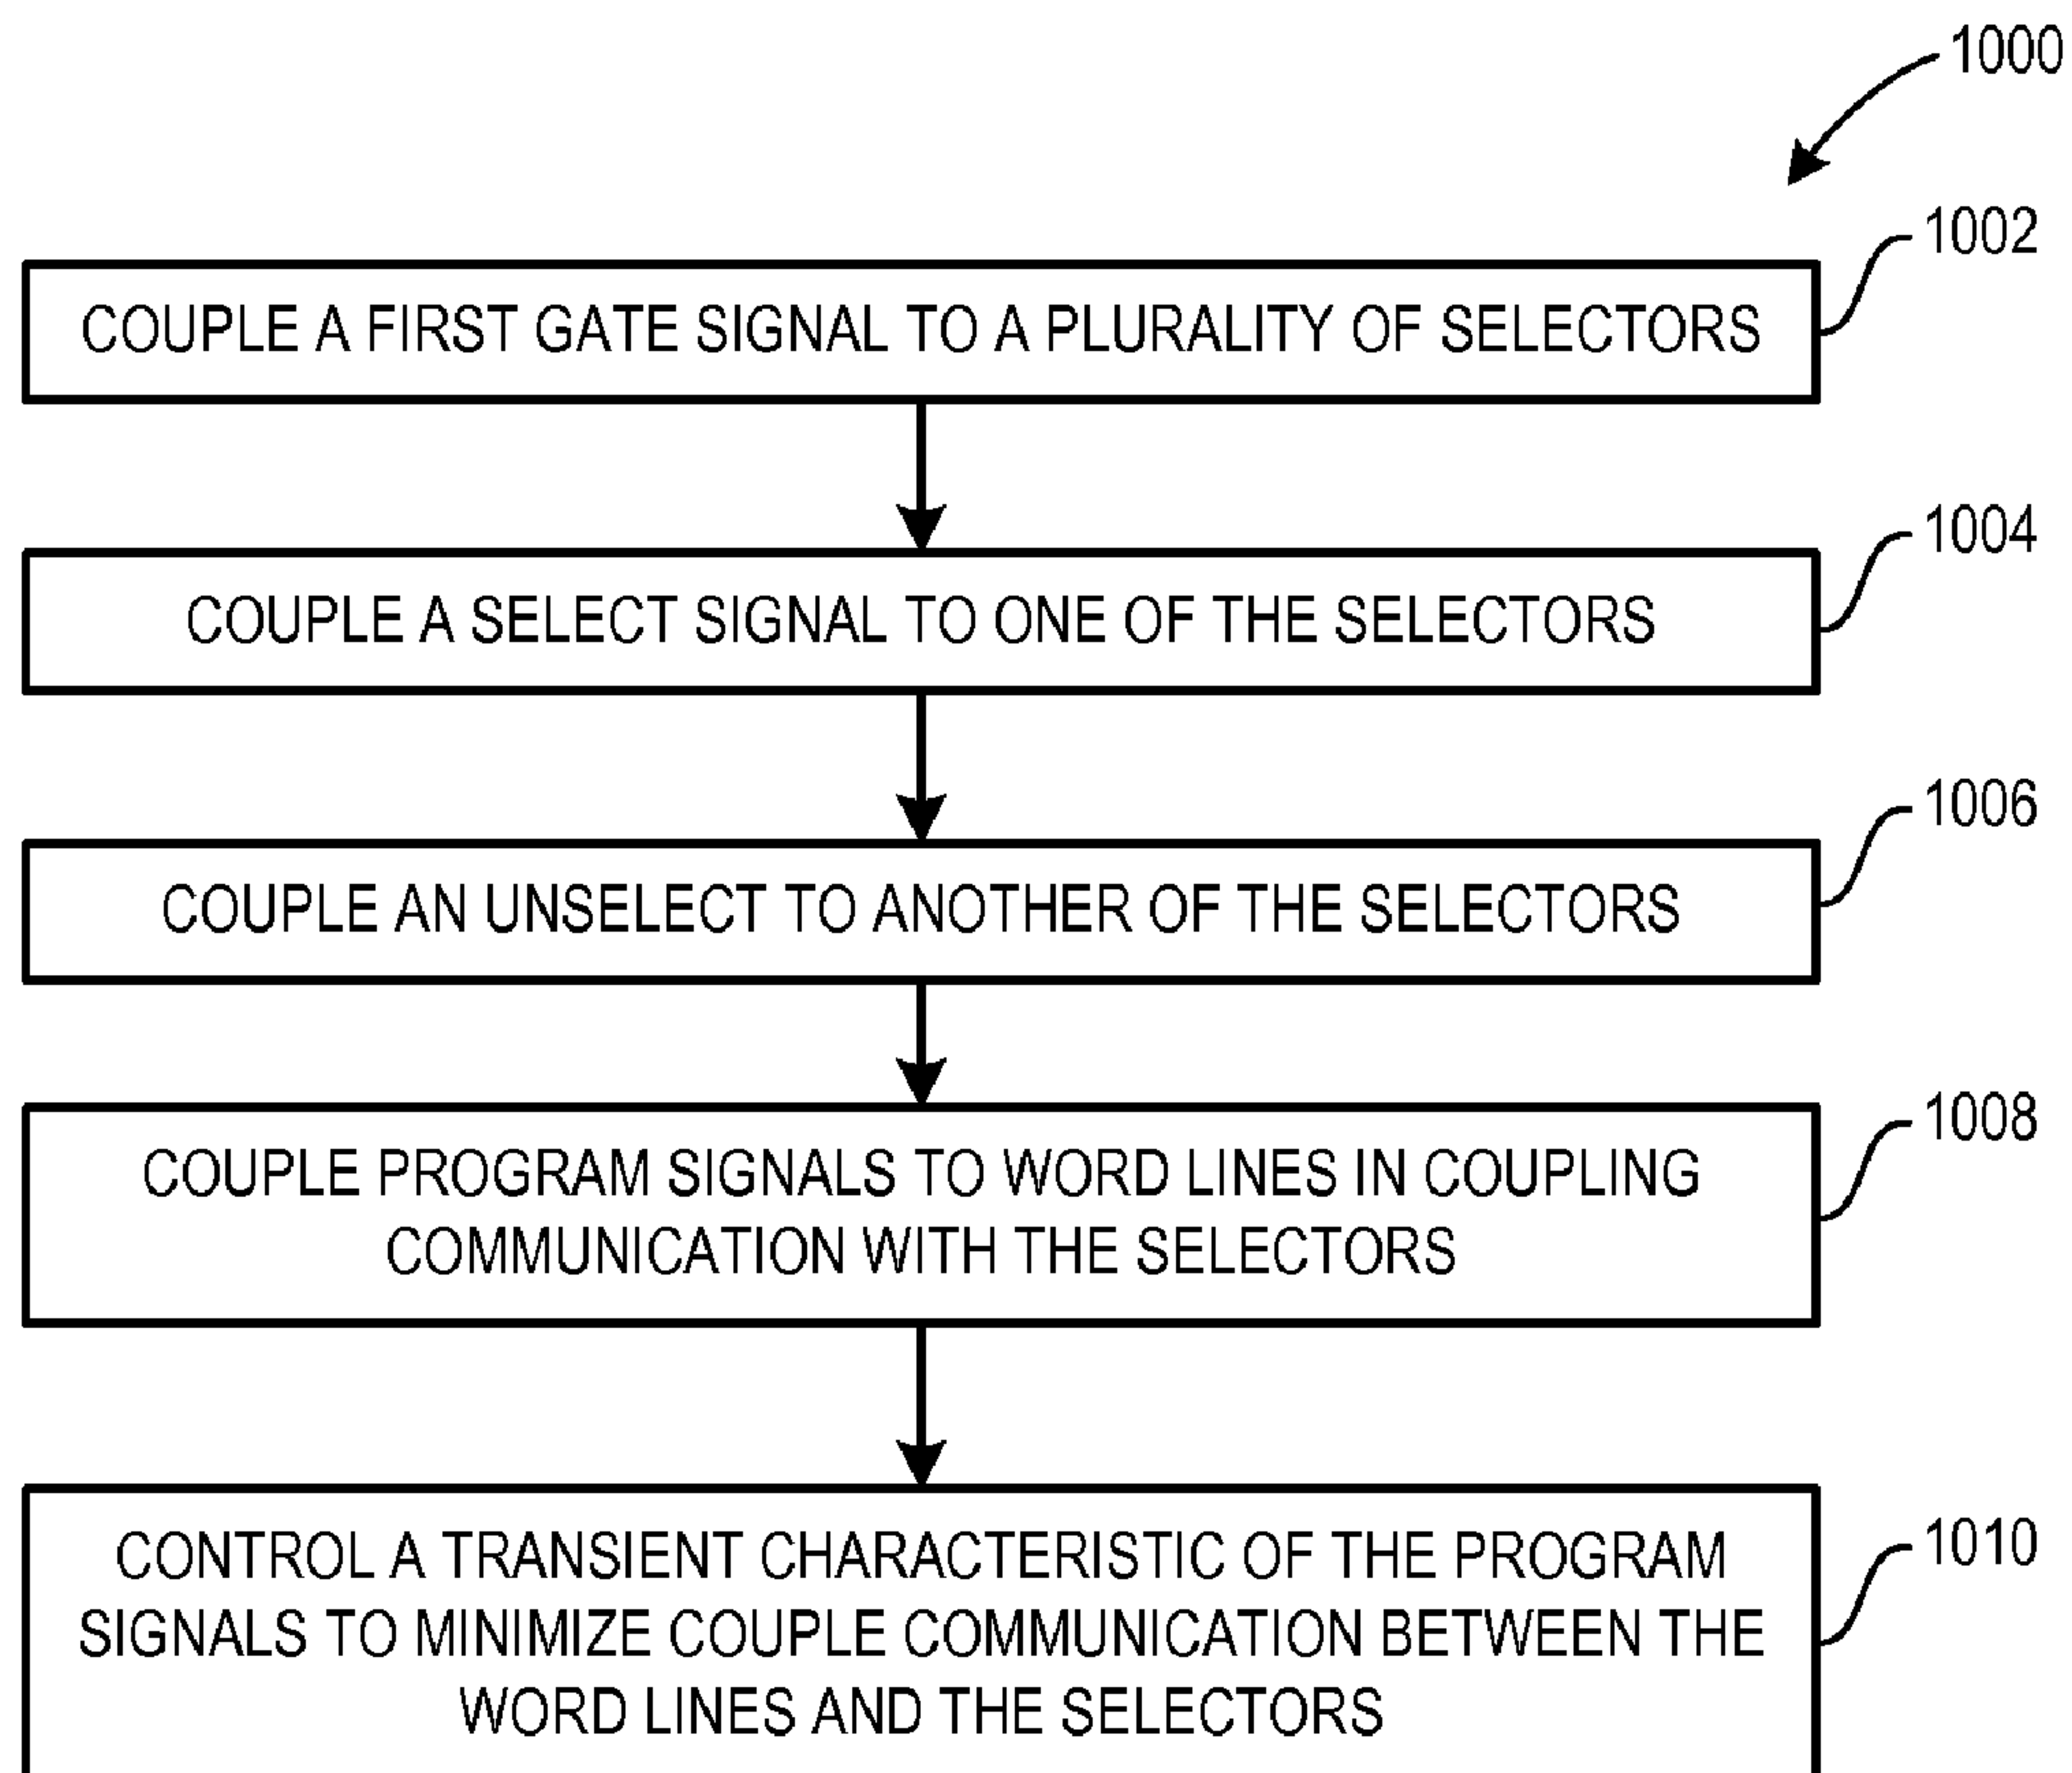 1000
1002
COUPLE A FIRST GATE SIGNAL TO A PLURALITY OF SELECTORS
1004
COUPLE A SELECT SIGNAL TO ONE OF THE SELECTORS
1006
COUPLE AN UNSELECT TO ANOTHER OF THE SELECTORS
1008
COUPLE PROGRAM SIGNALS TO WORD LINES IN COUPLING
COMMUNICATION WITH THE SELECTORS
1010
CONTROL A TRANSIENT CHARACTERISTIC OF THE PROGRAM
SIGNALS TO MINIMIZE COUPLE COMMUNICATION BETWEEN THE
WORD LINES AND THE SELECTORS